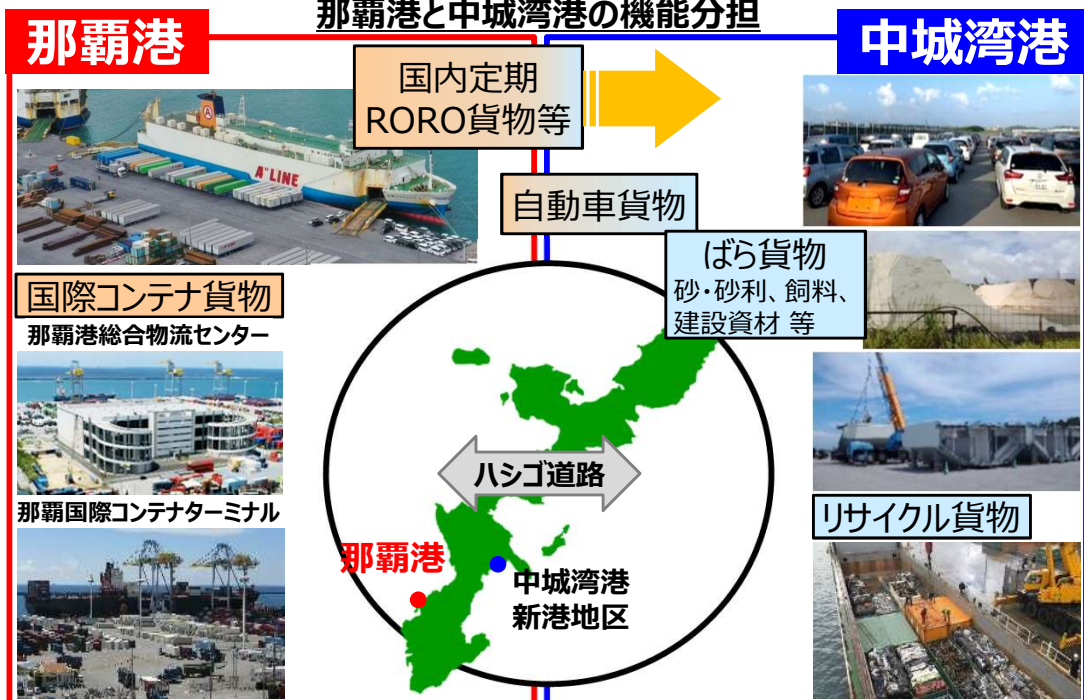 那覇港と中城湾港の機能分担
那覇港
中城湾港
国内定期
RORO貨物等
A"LINE
自動車貨物
ばら貨物
砂・砂利、飼料、
建設資材 等
国際コンテナ貨物
那覇港総合物流センター
ハシゴ道路
那覇国際コンテナターミナル
リサイクル貨物
那覇港
中城湾港
新港地区